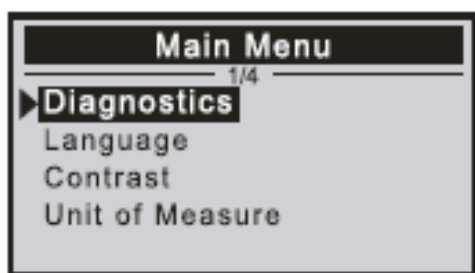 Main Menu
1/4
Diagnostics
Language
Contrast
Unit of Measure